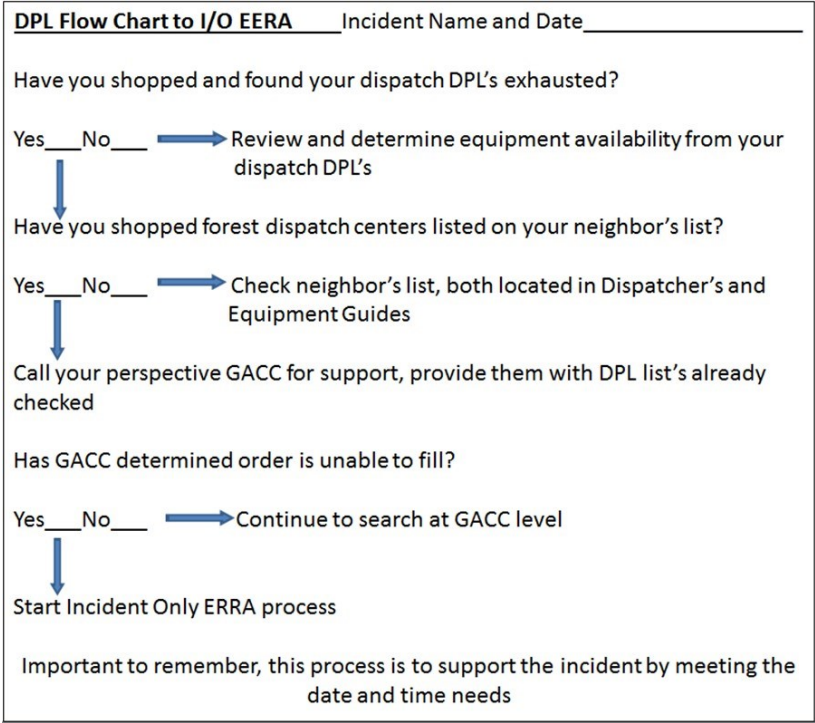 DPL Flow Chart to I/O EERA____Incident Name and Date____________________
Have you shopped and found your dispatch DPL's exhausted?
Yes___No___ Review and determine equipment availability from your
dispatch DPL's
Have you shopped forest dispatch centers listed on your neighbor's list?
Yes___No___ Check neighbor's list, both located in Dispatcher's and
Equipment Guides
Call your perspective GACC for support, provide them with DPL list's already
checked
Has GACC determined order is unable to fill?
Yes___No___ Continue to search at GACC level
Start Incident Only ERRA process
Important to remember, this process is to support the incident by meeting the
date and time needs